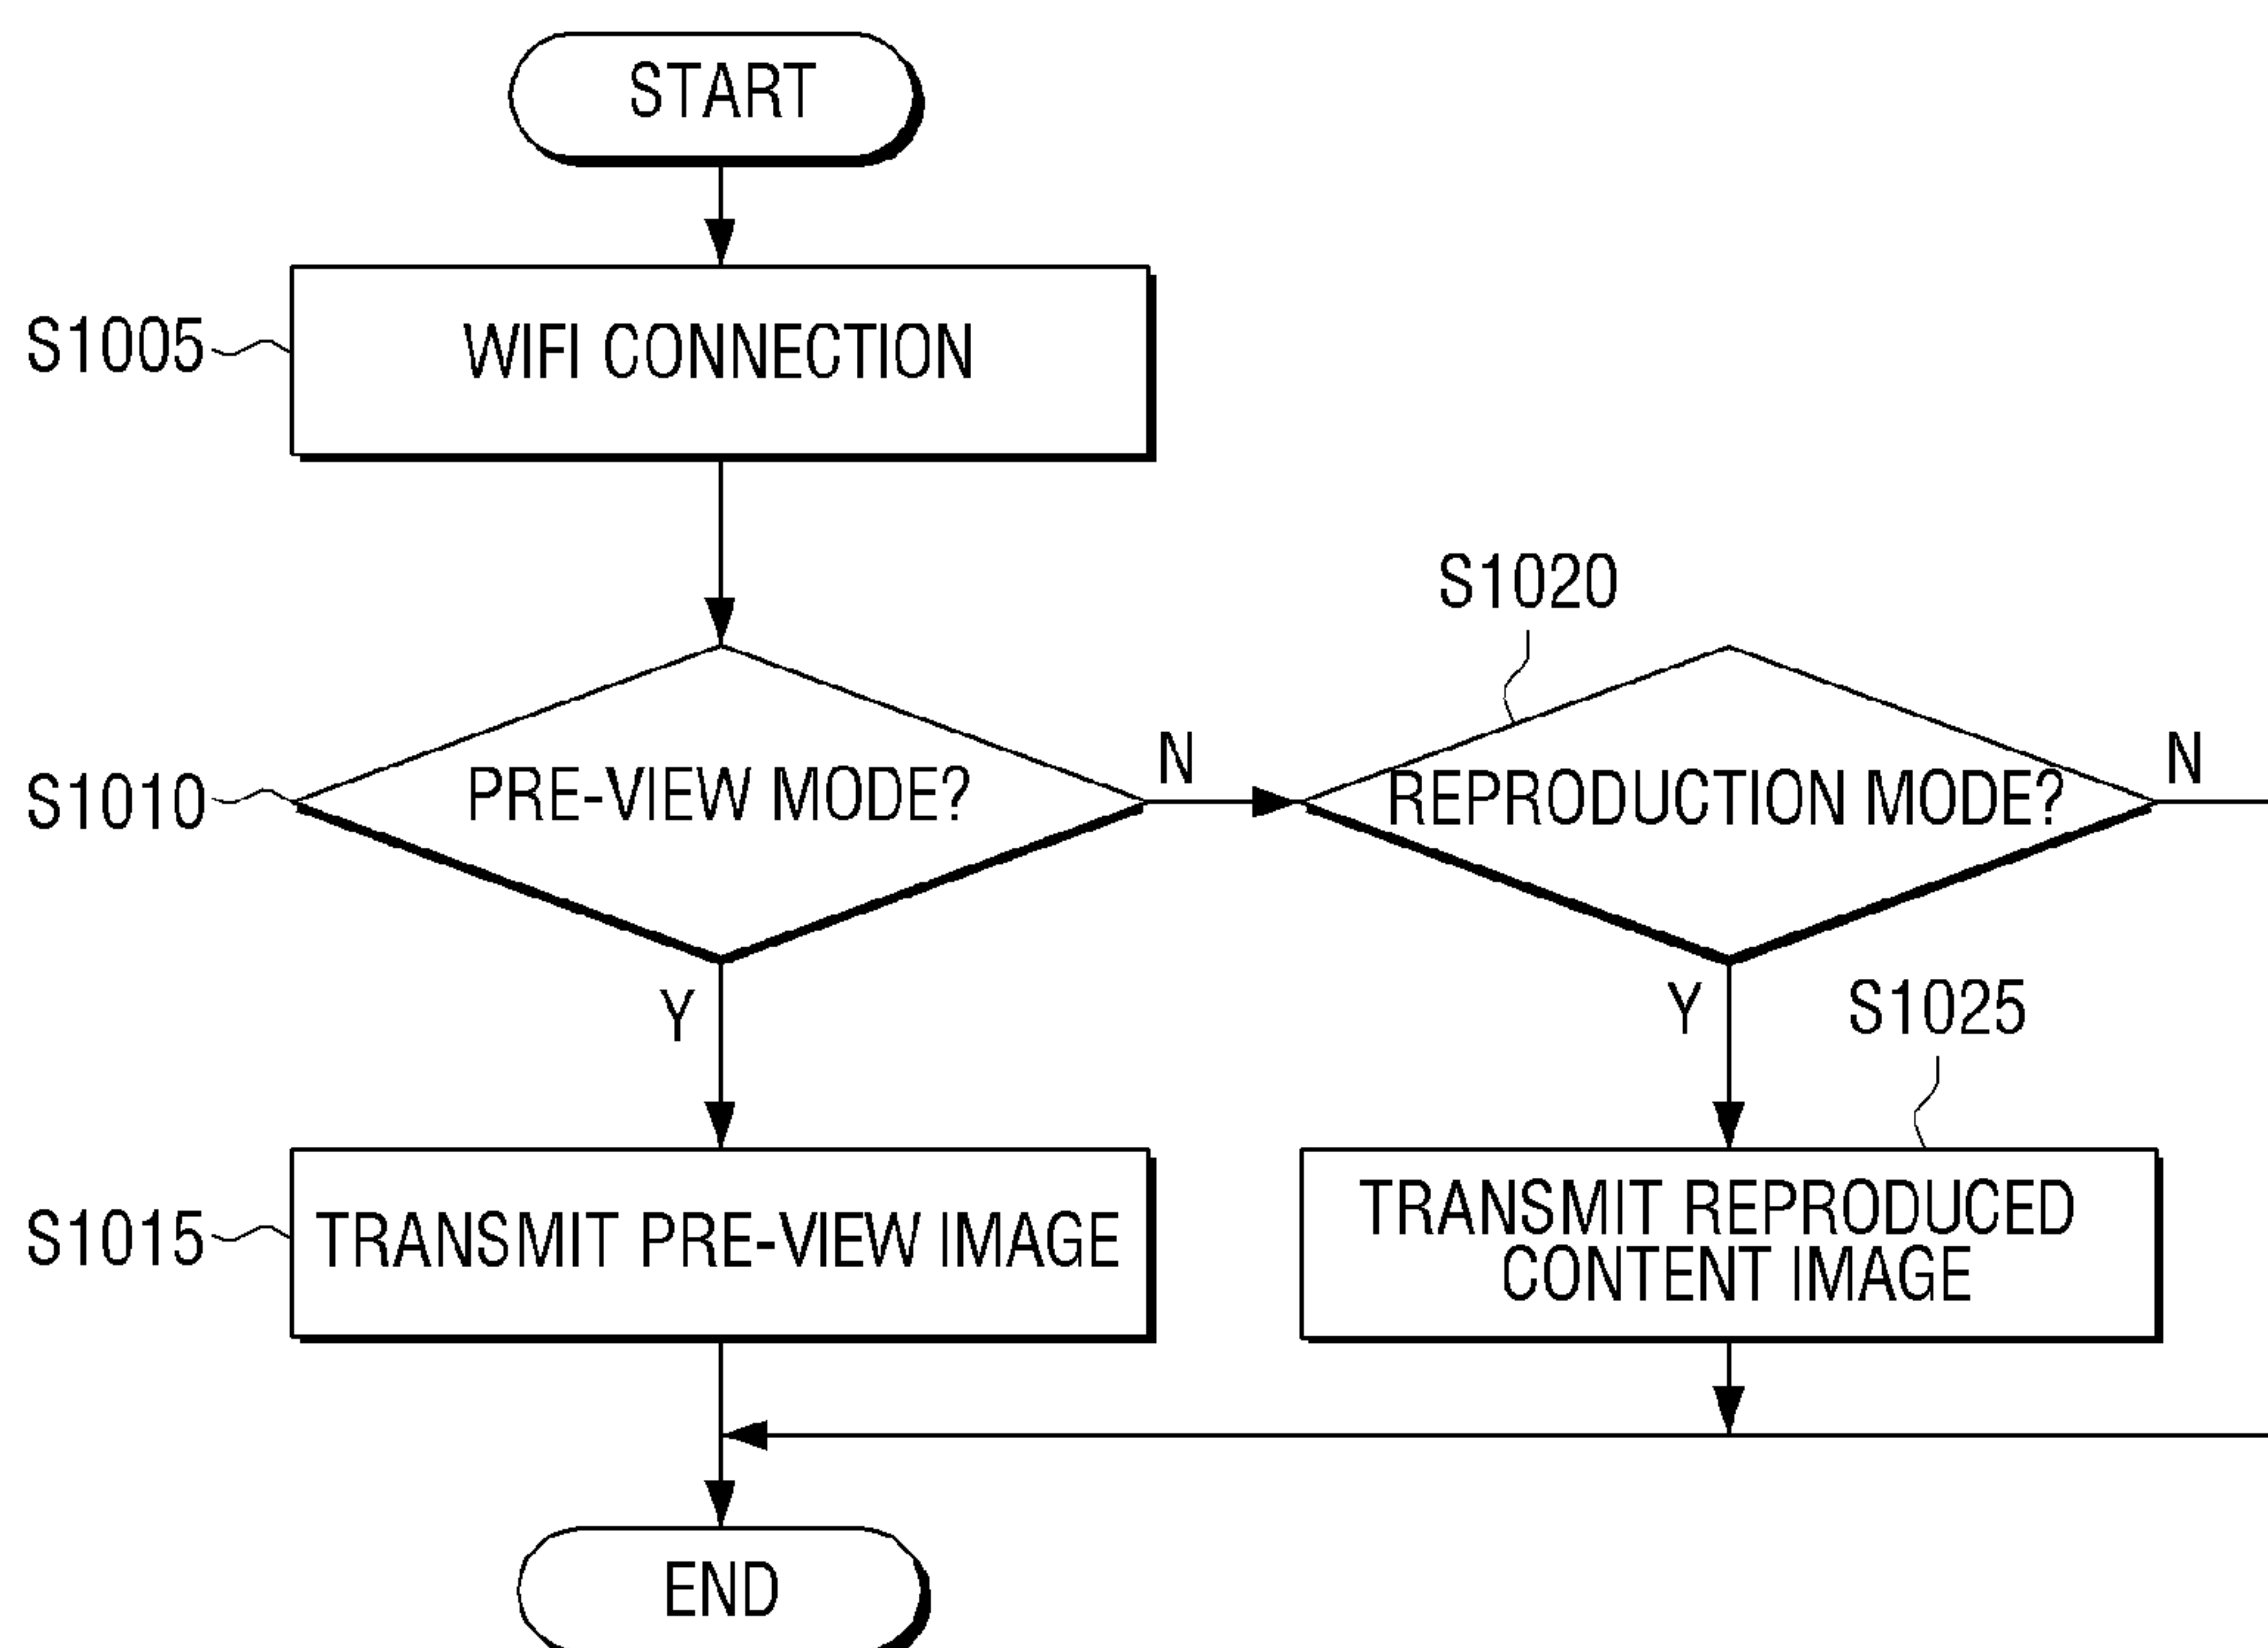 START
S1005
WIFI CONNECTION
S1020
S1010
PRE-VIEW MODE?
N
REPRODUCTION MODE?
N
Y
Y
S1025
S1015
TRANSMIT PRE-VIEW IMAGE
TRANSMIT REPRODUCED
CONTENT IMAGE
END